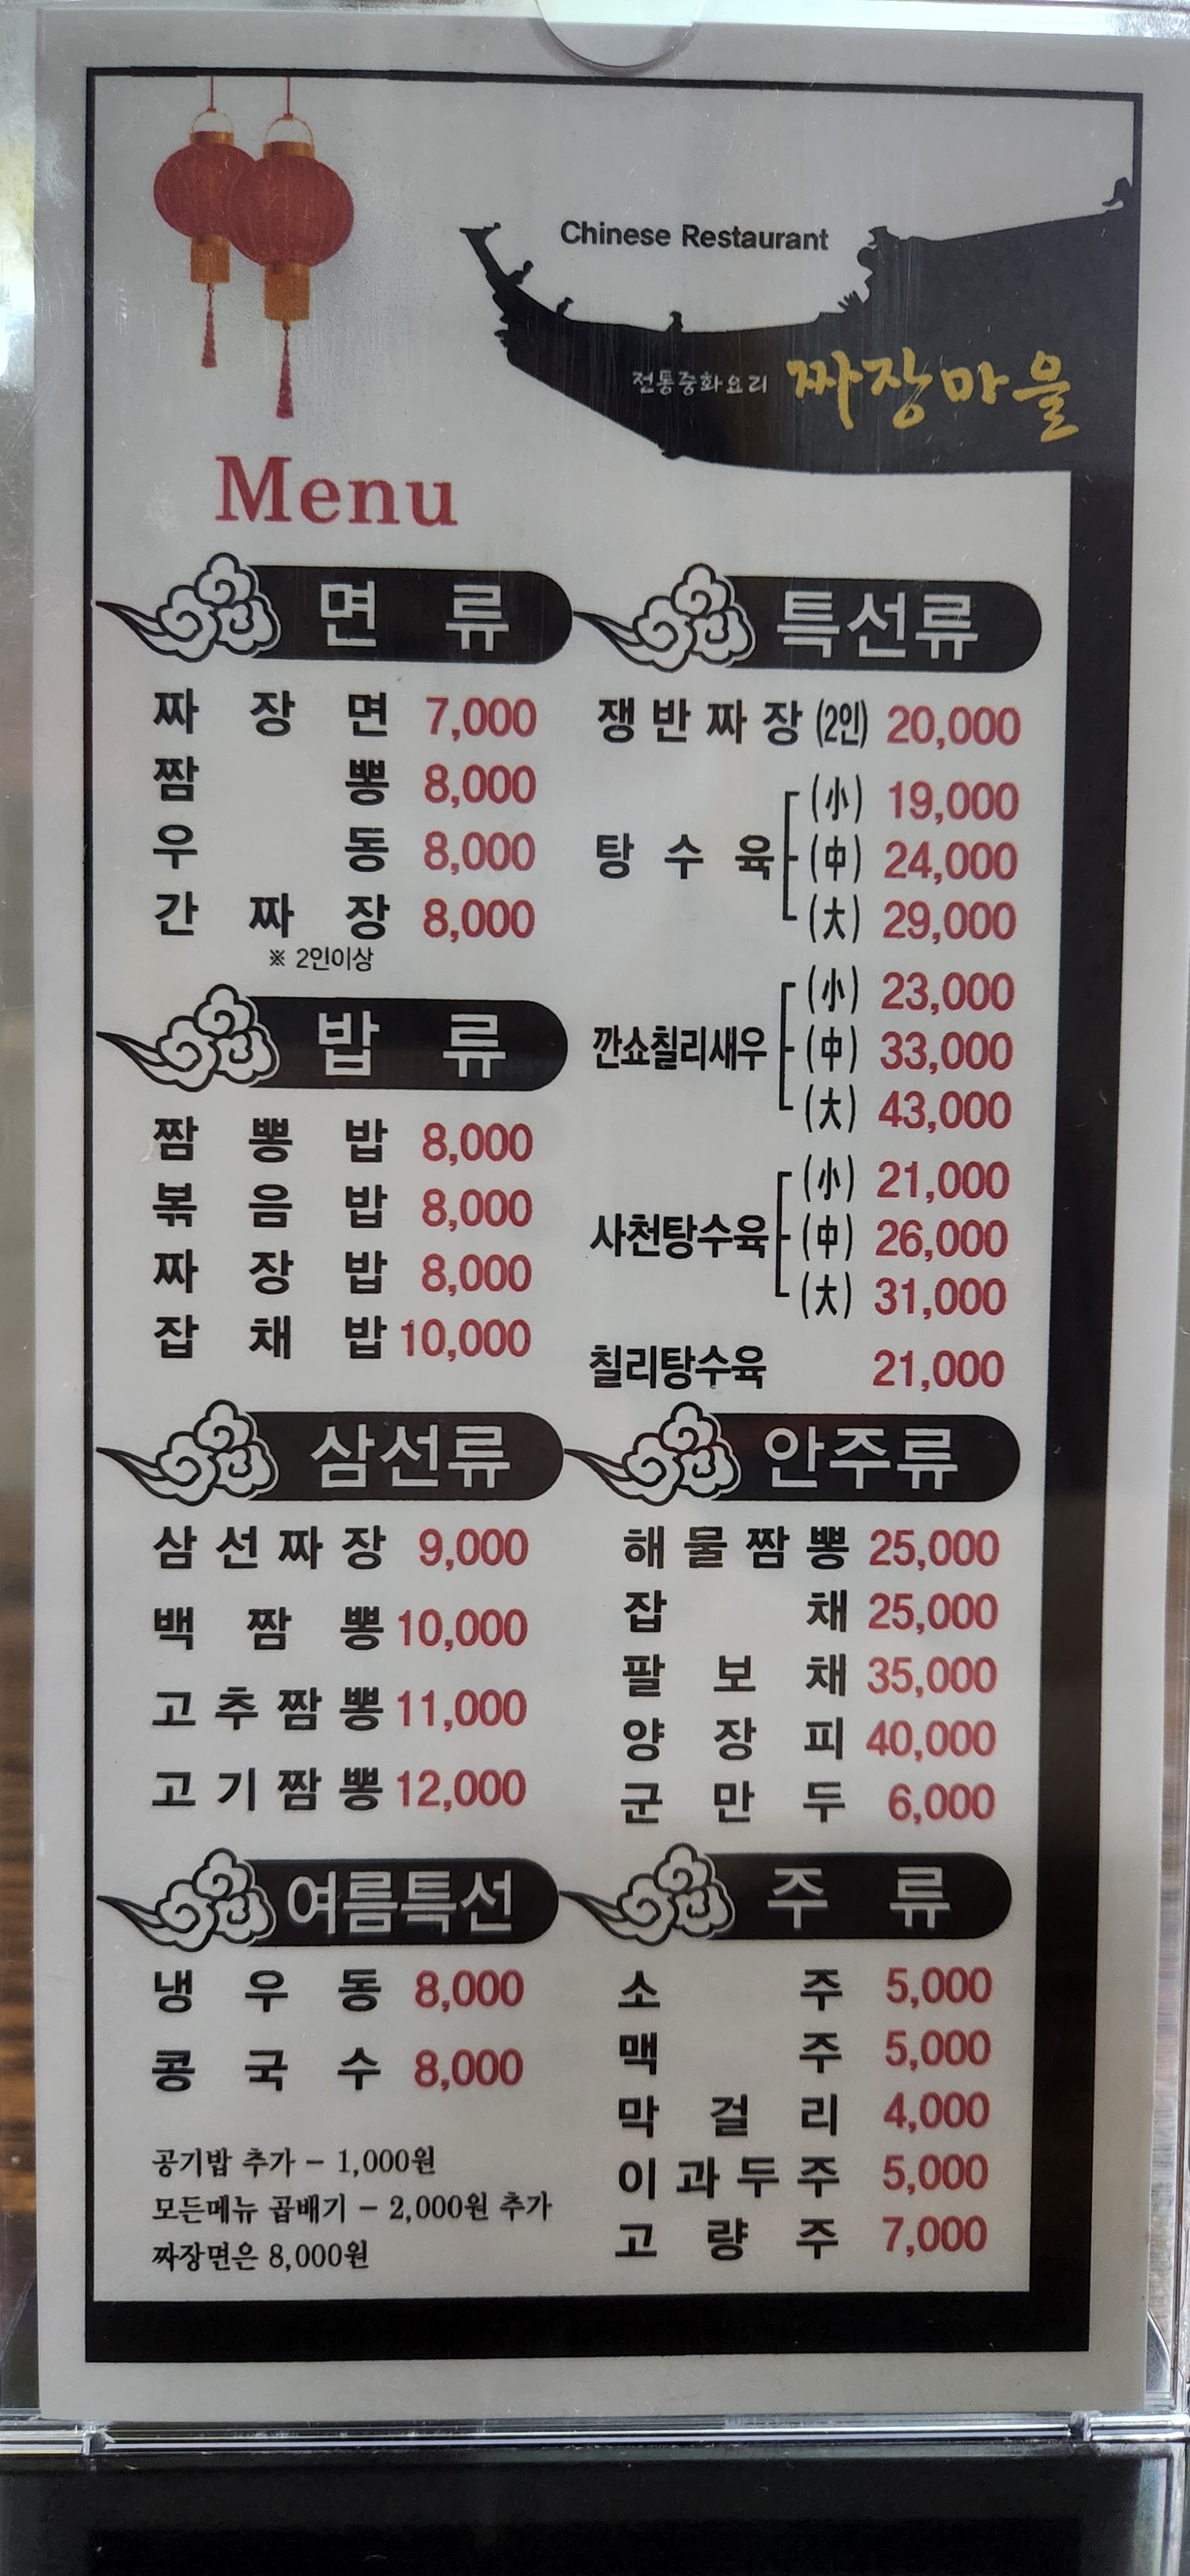 Chinese Restaurant
전통중화요리 짜장마을
Menu
면 류
짜 장 면 7,000
짬 뽕 8,000
우 동 8,000
간 짜 장 8,000
※ 2인이상
밥 류
짬 뽕 밥 8,000
볶 음 밥 8,000
짜 장 밥 8,000
잡 채 밥 10,000
삼선류
삼 선 짜 장 9,000
백 짬 뽕 10,000
고 추 짬 뽕 11,000
고 기 짬 뽕 12,000
여름특선
냉 우 동 8,000
콩 국 수 8,000
공기밥 추가 – 1,000원
모든메뉴 곱배기 – 2,000원 추가
짜장면은 8,000원
특선류
쟁 반 짜 장 (2인) 20,000
(小) 19,000
탕 수 육 (中) 24,000
(大) 29,000
(小) 23,000
깐쇼칠리새우 (中) 33,000
(大) 43,000
(小) 21,000
사천탕수육 (中) 26,000
(大) 31,000
칠리탕수육 21,000
안주류
해 물 짬 뽕 25,000
잡 채 25,000
팔 보 채 35,000
양 장 피 40,000
군 만 두 6,000
주 류
소 주 5,000
맥 주 5,000
막 걸 리 4,000
이 과 두 주 5,000
고 량 주 7,000